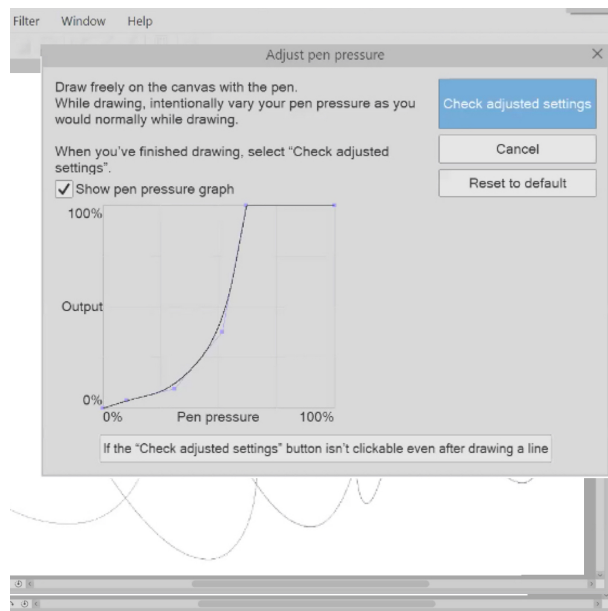 Filter Window Help
Adjust pen pressure
Draw freely on the canvas with the pen.
While drawing, intentionally vary your pen pressure as you
would normally while drawing.
When you've finished drawing, select “Check adjusted
settings”.
Check adjusted settings
Cancel
Reset to default
Show pen pressure graph
100%
Output
0%
0% Pen pressure 100%
If the “Check adjusted settings” button isn't clickable even after drawing a line